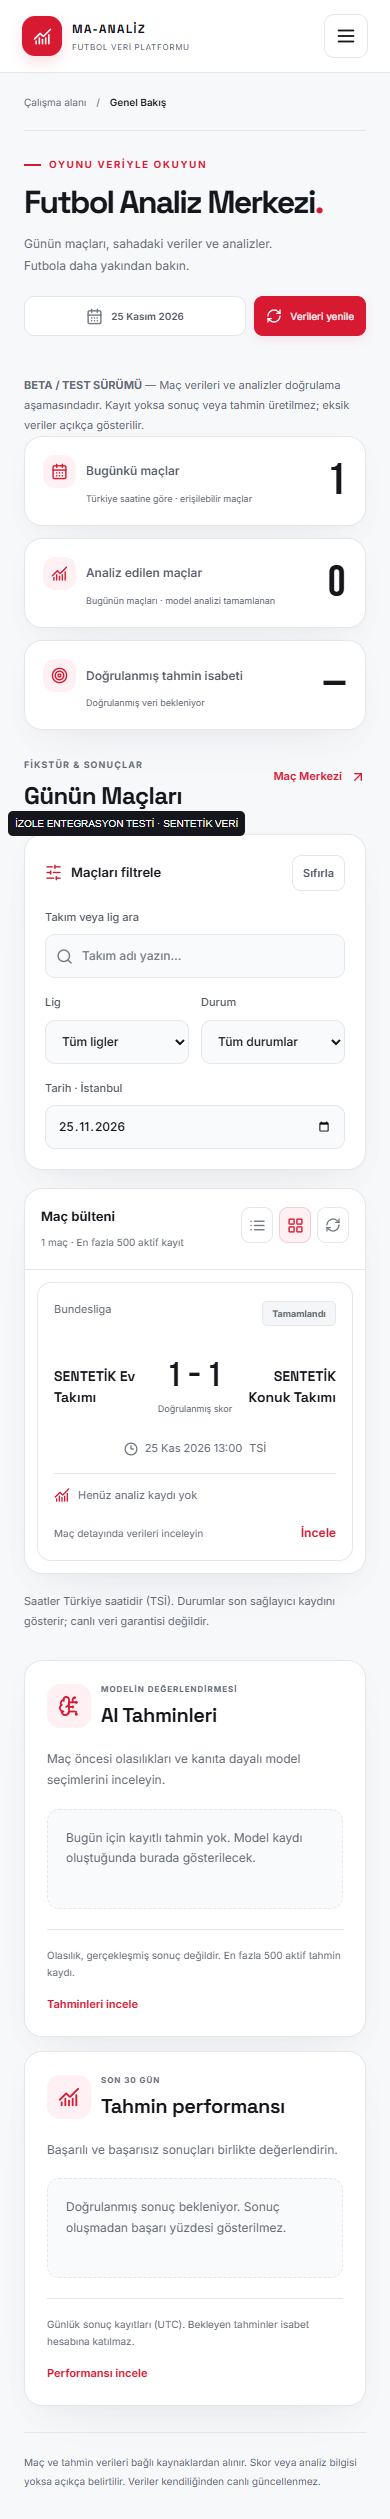 MA-ANALİZ
FUTBOL VERİ PLATFORMU
Çalışma alanı / Genel Bakış
OYUNU VERİYLE OKUYUN
Futbol Analiz Merkezi.
Günün maçları, sahadaki veriler ve analizler.
Futbola daha yakından bakın.
25 Kasım 2026
Verileri yenile
BETA / TEST SÜRÜMÜ — Maç verileri ve analizler doğrulama
aşamasındadır. Kayıt yoksa sonuç veya tahmin üretilmez; eksik
veriler açıkça gösterilir.
Bugünkü maçlar
1
Türkiye saatine göre · erişilebilir maçlar
Analiz edilen maçlar
0
Bugünün maçları · model analizi tamamlanan
Doğrulanmış tahmin isabeti
—
Doğrulanmış veri bekleniyor
FİKSTÜR & SONUÇLAR
Günün Maçları
Maç Merkezi
İZOLE ENTEGRASYON TESTİ · SENTETİK VERİ
Maçları filtrele
Sıfırla
Takım veya lig ara
Takım adı yazın...
Lig
Durum
Tüm ligler
Tüm durumlar
Tarih · İstanbul
25.11.2026
Maç bülteni
1 maç · En fazla 500 aktif kayıt
Bundesliga
Tamamlandı
SENTETİK Ev
Takımı
1 - 1
Doğrulanmış skor
SENTETİK
Konuk Takımı
25 Kas 2026 13:00 TSİ
Henüz analiz kaydı yok
Maç detayında verileri inceleyin
İncele
Saatler Türkiye saatidir (TSİ). Durumlar son sağlayıcı kaydını
gösterir; canlı veri garantisi değildir.
MODELİN DEĞERLENDİRMESİ
AI Tahminleri
Maç öncesi olasılıkları ve kanıta dayalı model
seçimlerini inceleyin.
Bugün için kayıtlı tahmin yok. Model kaydı
oluştuğunda burada gösterilecek.
Olasılık, gerçekleşmiş sonuç değildir. En fazla 500 aktif tahmin
kaydı.
Tahminleri incele
SON 30 GÜN
Tahmin performansı
Başarılı ve başarısız sonuçları birlikte değerlendirin.
Doğrulanmış sonuç bekleniyor. Sonuç
oluşmadan başarı yüzdesi gösterilmez.
Günlük sonuç kayıtları (UTC). Bekleyen tahminler isabet
hesabına katılmaz.
Performansı incele
Maç ve tahmin verileri bağlı kaynaklardan alınır. Skor veya analiz bilgisi
yoksa açıkça belirtilir. Veriler kendiliğinden canlı güncellenmez.